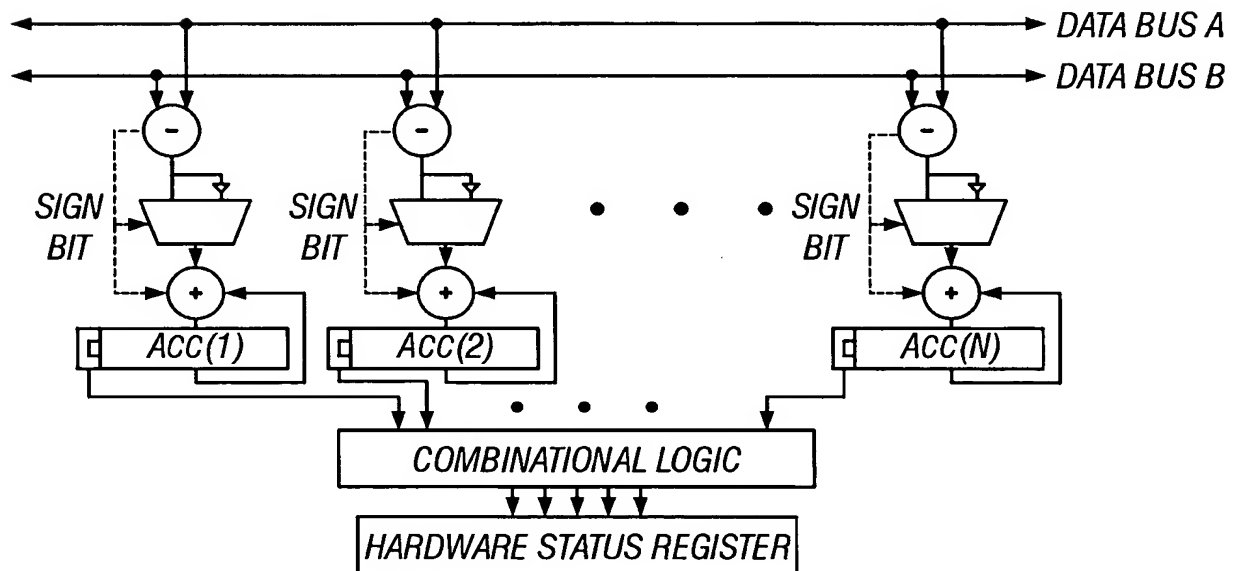 DATA BUS A
DATA BUS B
SIGN
BIT
SIGN
BIT
SIGN
BIT
-
-
-
+
+
+
ACC(1)
ACC(2)
ACC(N)
COMBINATIONAL LOGIC
HARDWARE STATUS REGISTER